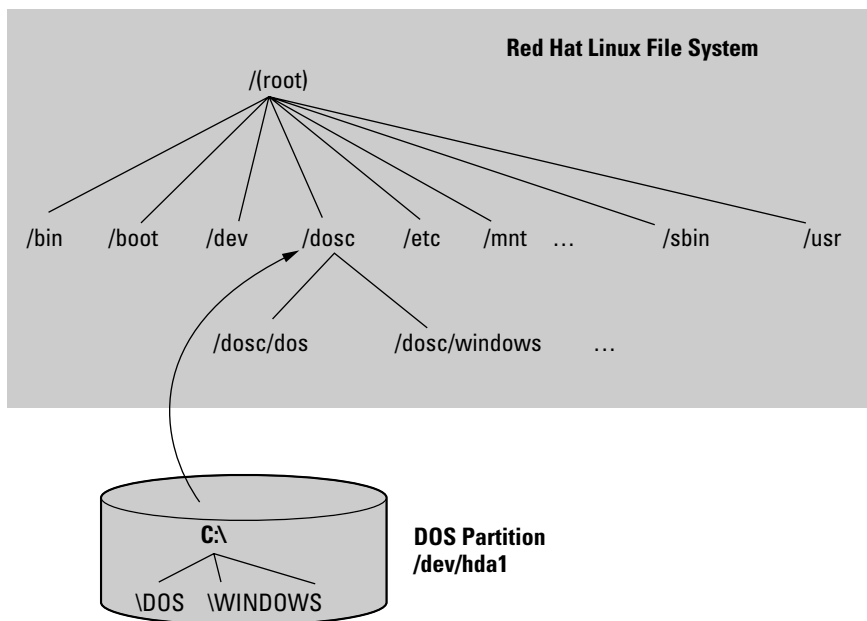 Red Hat Linux File System
/(root)
/bin /boot /dev /dosc /etc /mnt … /sbin /usr
/dosc/dos /dosc/windows …
C:\
\DOS \WINDOWS
DOS Partition
/dev/hda1